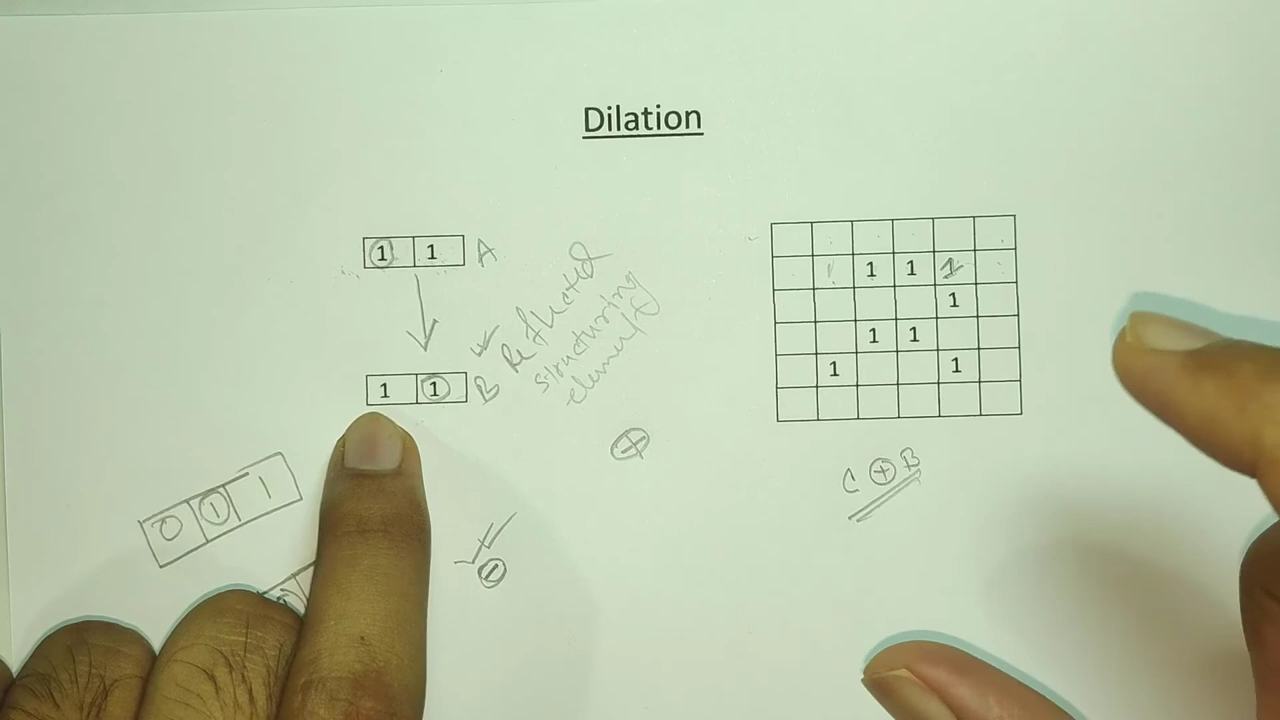 Dilation
1 1 A
1 1 B
Reflected
structuring
element
1 1 1
1
1 1
1 1
⊕
C ⊕ B
0 1 1